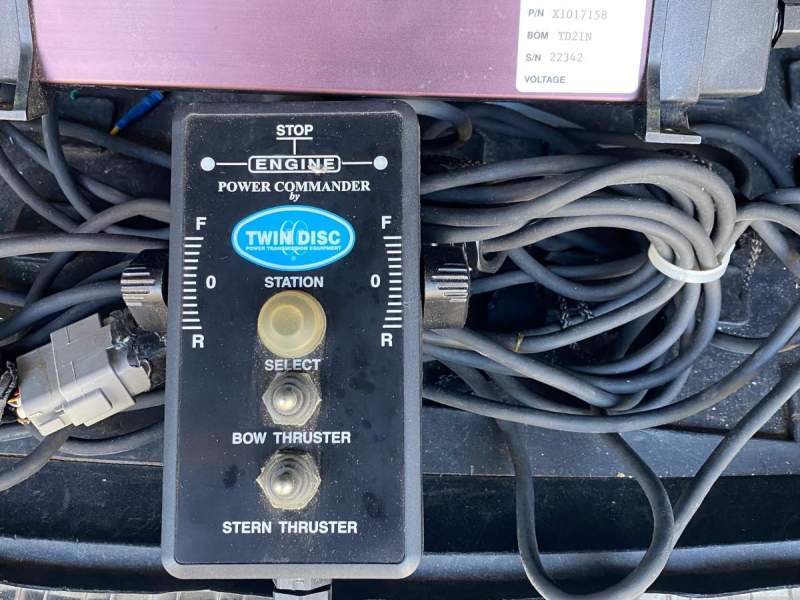 P/N X1017158
BOM TD21N
S/N 22342
VOLTAGE
STOP
ENGINE
POWER COMMANDER
by
TWIN DISC
POWER TRANSMISSION EQUIPMENT
®
F F
STATION
0 0
R R
SELECT
BOW THRUSTER
STERN THRUSTER